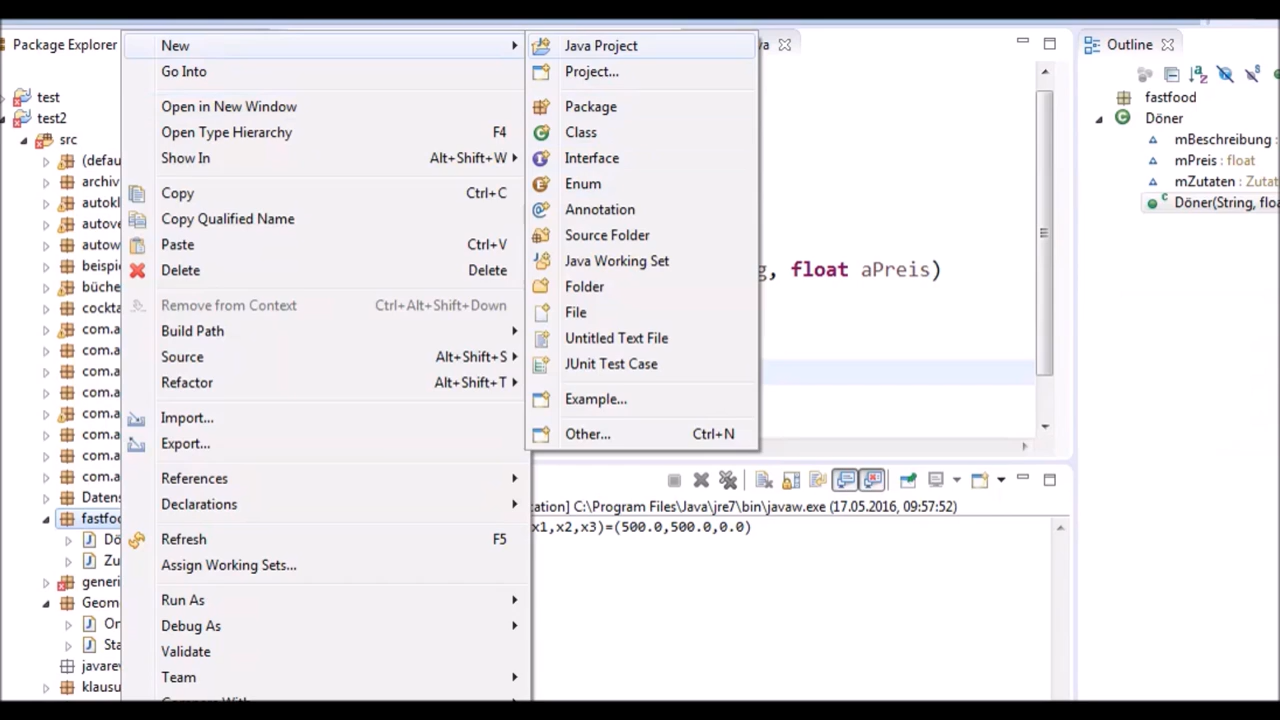 Package Explorer
test
test2
src
(defau
archiv
autokl
autove
autow
beispi
büche
cockta
com.a
com.a
com.a
com.a
com.a
com.a
com.a
com.a
Datens
fastfoo
Dö
Zu
generi
Geom
On
Sta
javarev
klausu
New
Go Into
Open in New Window
Open Type Hierarchy F4
Show In Alt+Shift+W
Copy Ctrl+C
Copy Qualified Name
Paste Ctrl+V
Delete Delete
Remove from Context Ctrl+Alt+Shift+Down
Build Path
Source Alt+Shift+S
Refactor Alt+Shift+T
Import...
Export...
References
Declarations
Refresh F5
Assign Working Sets...
Run As
Debug As
Validate
Team
Compare With
Java Project
Project...
Package
Class
Interface
Enum
Annotation
Source Folder
Java Working Set
Folder
File
Untitled Text File
JUnit Test Case
Example...
Other... Ctrl+N
va
g, float aPreis)
tation] C:\Program Files\Java\jre7\bin\javaw.exe (17.05.2016, 09:57:52)
x1,x2,x3)=(500.0,500.0,0.0)
Outline
fastfood
Döner
mBeschreibung :
mPreis : float
mZutaten : Zutat
Döner(String, floa